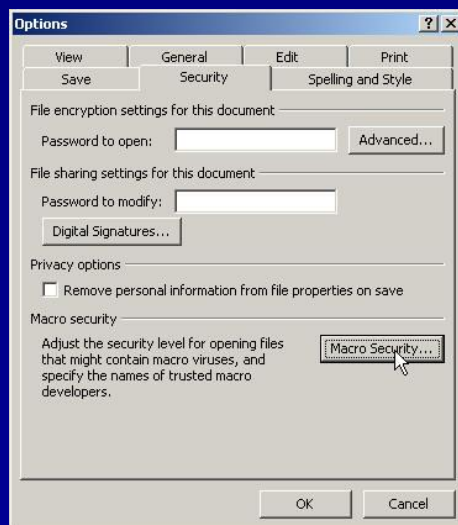 Options
View General Edit Print
Save Security Spelling and Style
File encryption settings for this document
Password to open: Advanced...
File sharing settings for this document
Password to modify:
Digital Signatures...
Privacy options
Remove personal information from file properties on save
Macro security
Adjust the security level for opening files
that might contain macro viruses, and
specify the names of trusted macro
developers.
Macro Security...
OK Cancel